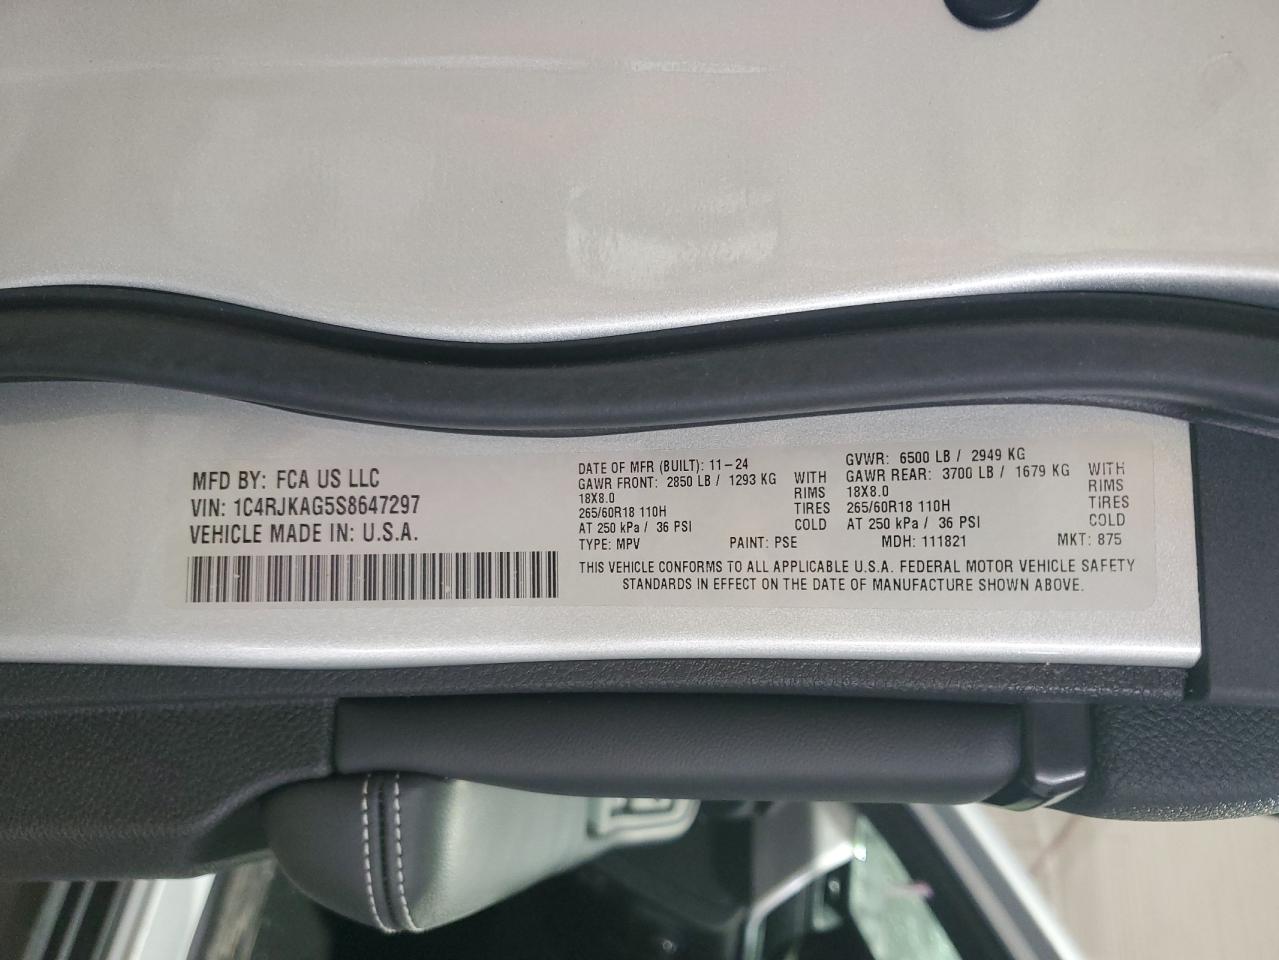 MFD BY: FCA US LLC
VIN: 1C4RJKAG5S8647297
VEHICLE MADE IN: U.S.A.
DATE OF MFR (BUILT): 11-24
GAWR FRONT: 2850 LB / 1293 KG WITH
18X8.0 RIMS
265/60R18 110H TIRES
AT 250 kPa / 36 PSI COLD
GVWR: 6500 LB / 2949 KG
GAWR REAR: 3700 LB / 1679 KG WITH
18X8.0 RIMS
265/60R18 110H TIRES
AT 250 kPa / 36 PSI COLD
TYPE: MPV PAINT: PSE MDH: 111821 MKT: 875
THIS VEHICLE CONFORMS TO ALL APPLICABLE U.S.A. FEDERAL MOTOR VEHICLE SAFETY
STANDARDS IN EFFECT ON THE DATE OF MANUFACTURE SHOWN ABOVE.